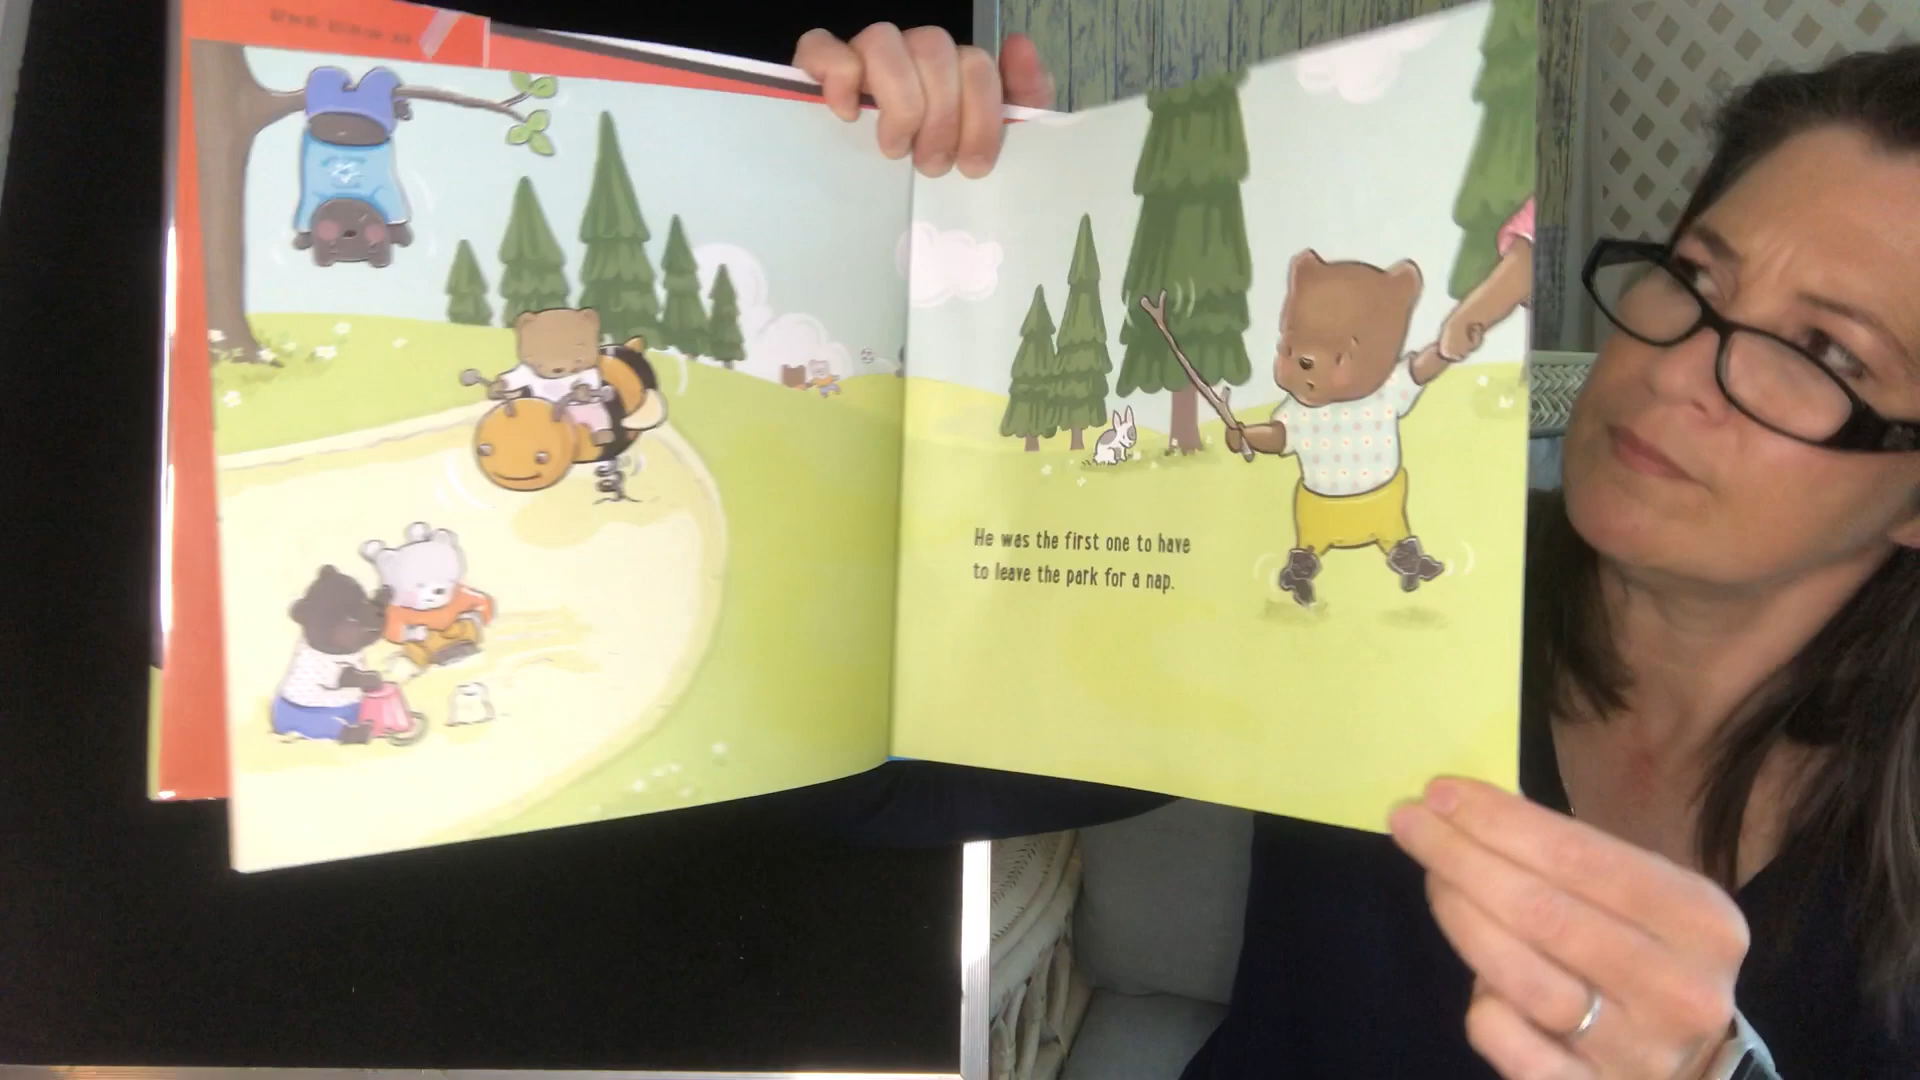 He was the first one to have
to leave the park for a nap.